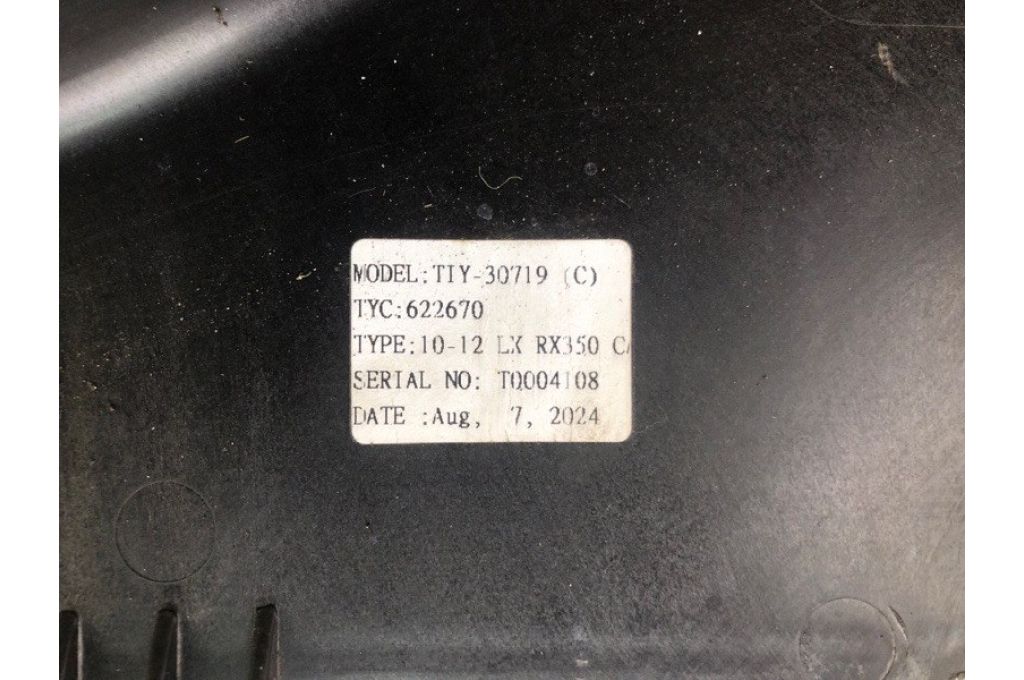 MODEL:TIY-30719 (C)
TYC:622670
TYPE:10-12 LX RX350 C
SERIAL NO: T0004108
DATE :Aug, 7, 2024